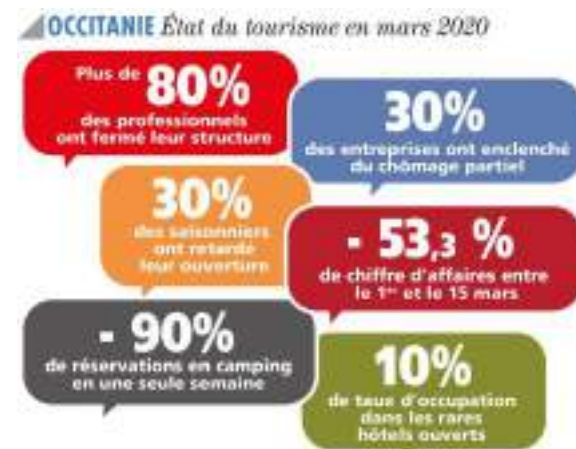 OCCITANIE État du tourisme en mars 2020
Plus de 80%
des professionnels
ont fermé leur structure
30%
des entreprises ont enclenché
du chômage partiel
30%
des saisonniers
ont retardé
leur ouverture
- 53,3 %
de chiffre d'affaires entre
le 1er et le 15 mars
- 90%
de réservations en camping
en une seule semaine
10%
de taux d'occupation
dans les rares
hôtels ouverts